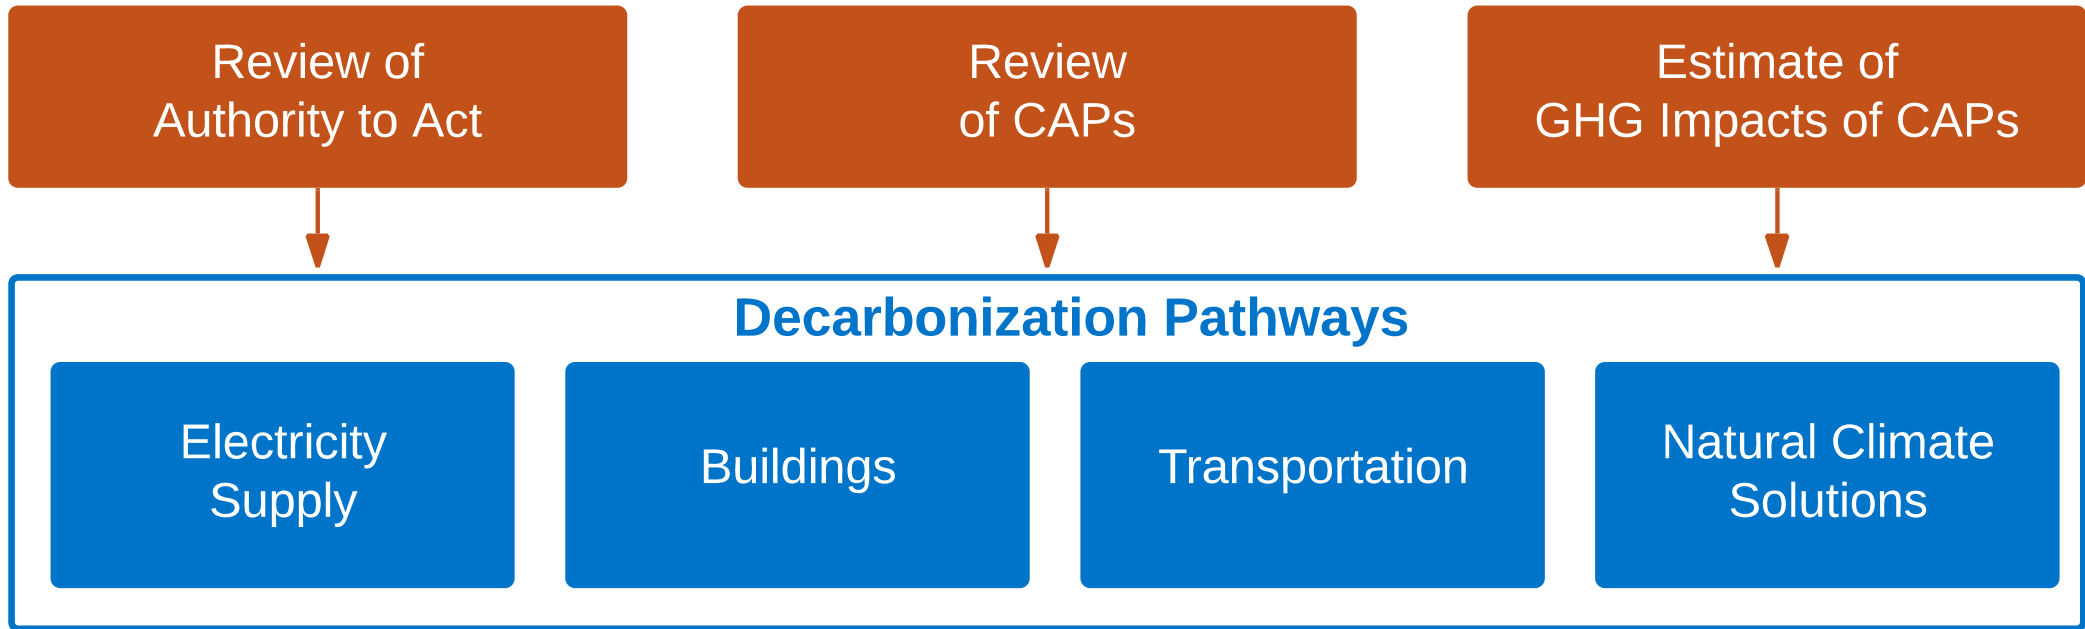 Review of
Authority to Act
Review
of CAPs
Estimate of
GHG Impacts of CAPs
Decarbonization Pathways
Electricity
Supply
Buildings
Transportation
Natural Climate
Solutions